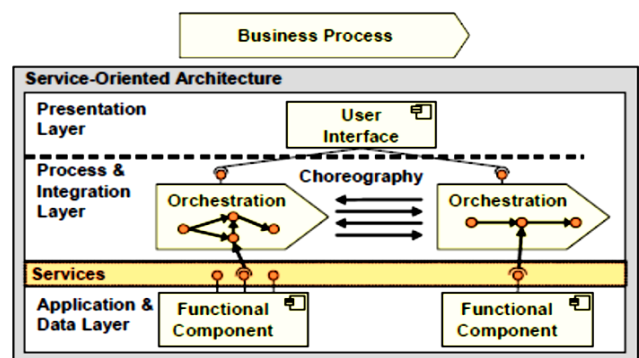 Business Process
Service-Oriented Architecture
Presentation
Layer
User
Interface
Process &
Integration
Layer
Orchestration
Choreography
Orchestration
Services
Application &
Data Layer
Functional
Component
Functional
Component